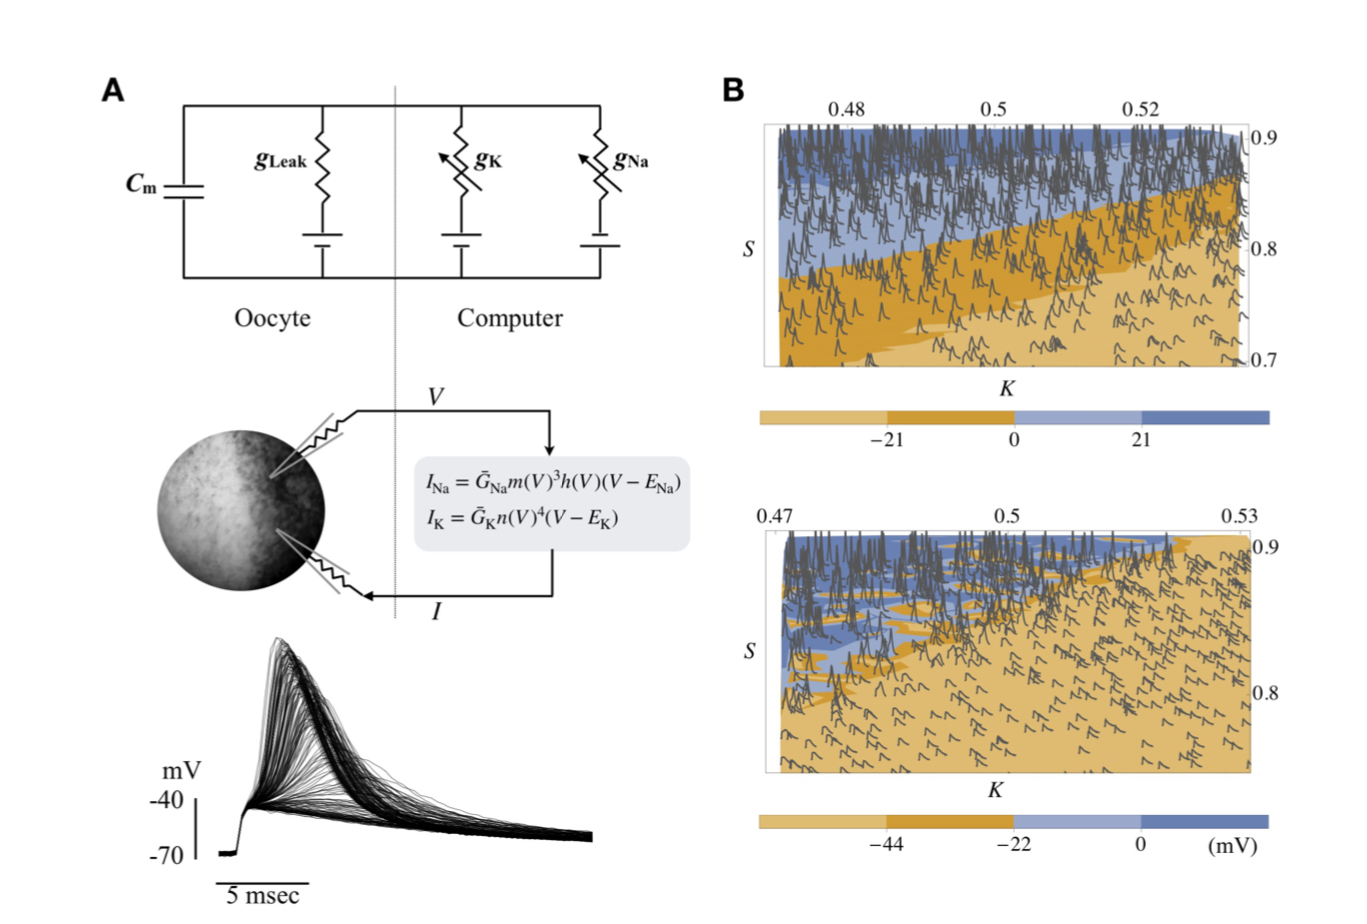 A
g_Leak
g_K
g_Na
C_m
Oocyte
Computer
V
I_Na = Ḡ_Na m(V)³h(V)(V − E_Na)
I_K = Ḡ_K n(V)⁴(V − E_K)
I
mV
-40
-70
5 msec
B
0.48 0.5 0.52
0.9
S
0.8
0.7
K
−21 0 21
0.47 0.5 0.53
0.9
S
0.8
K
−44 −22 0 (mV)